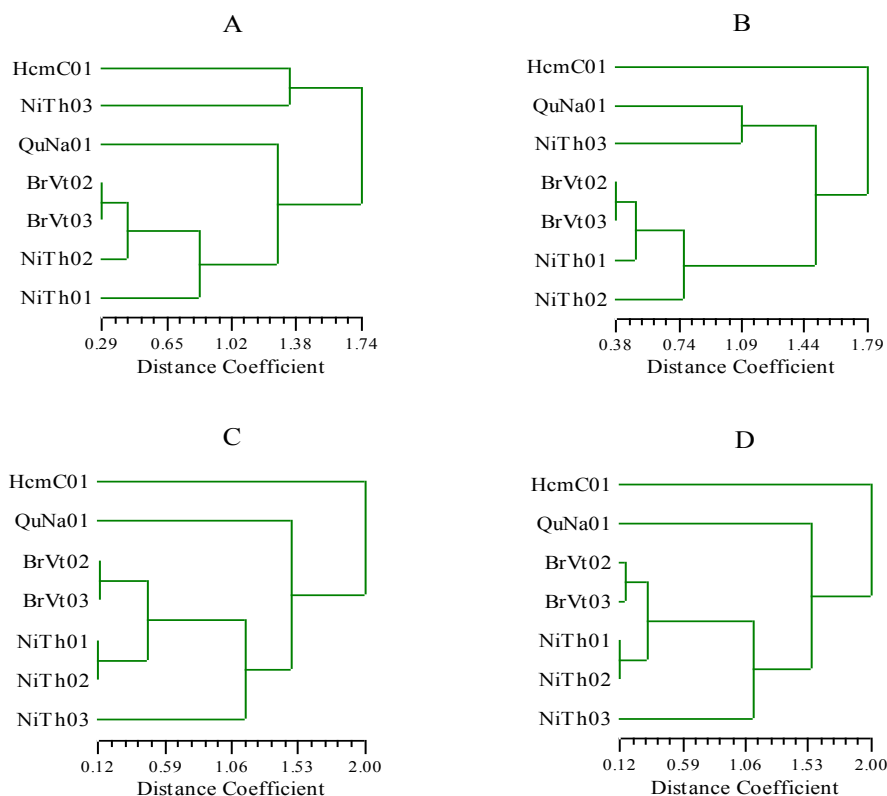 A
HcmC01
NiTh03
QuNa01
BrVt02
BrVt03
NiTh02
NiTh01
0.29 0.65 1.02 1.38 1.74
Distance Coefficient
B
HcmC01
QuNa01
NiTh03
BrVt02
BrVt03
NiTh01
NiTh02
0.38 0.74 1.09 1.44 1.79
Distance Coefficient
C
HcmC01
QuNa01
BrVt02
BrVt03
NiTh01
NiTh02
NiTh03
0.12 0.59 1.06 1.53 2.00
Distance Coefficient
D
HcmC01
QuNa01
BrVt02
BrVt03
NiTh01
NiTh02
NiTh03
0.12 0.59 1.06 1.53 2.00
Distance Coefficient